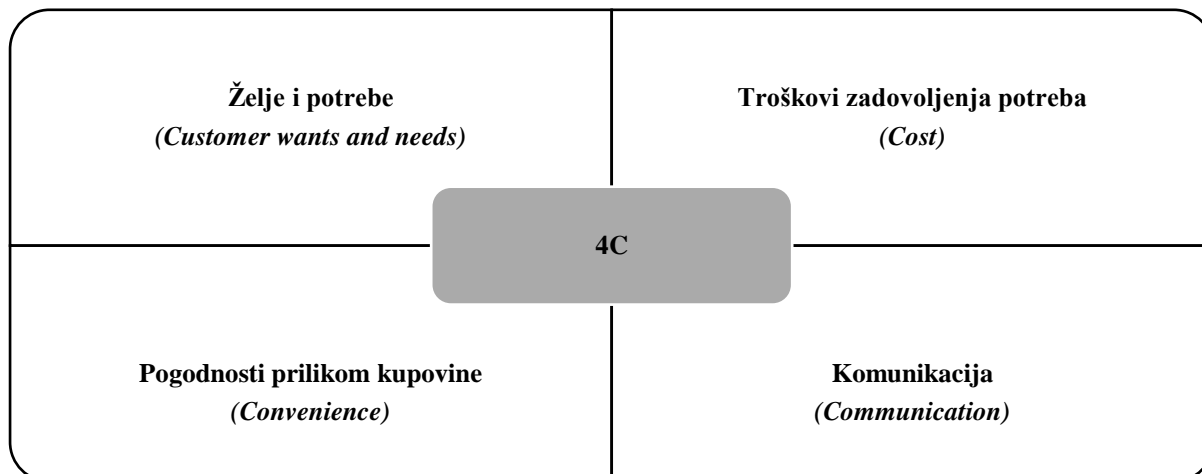 Želje i potrebe
(Customer wants and needs)
Troškovi zadovoljenja potreba
(Cost)
4C
Pogodnosti prilikom kupovine
(Convenience)
Komunikacija
(Communication)